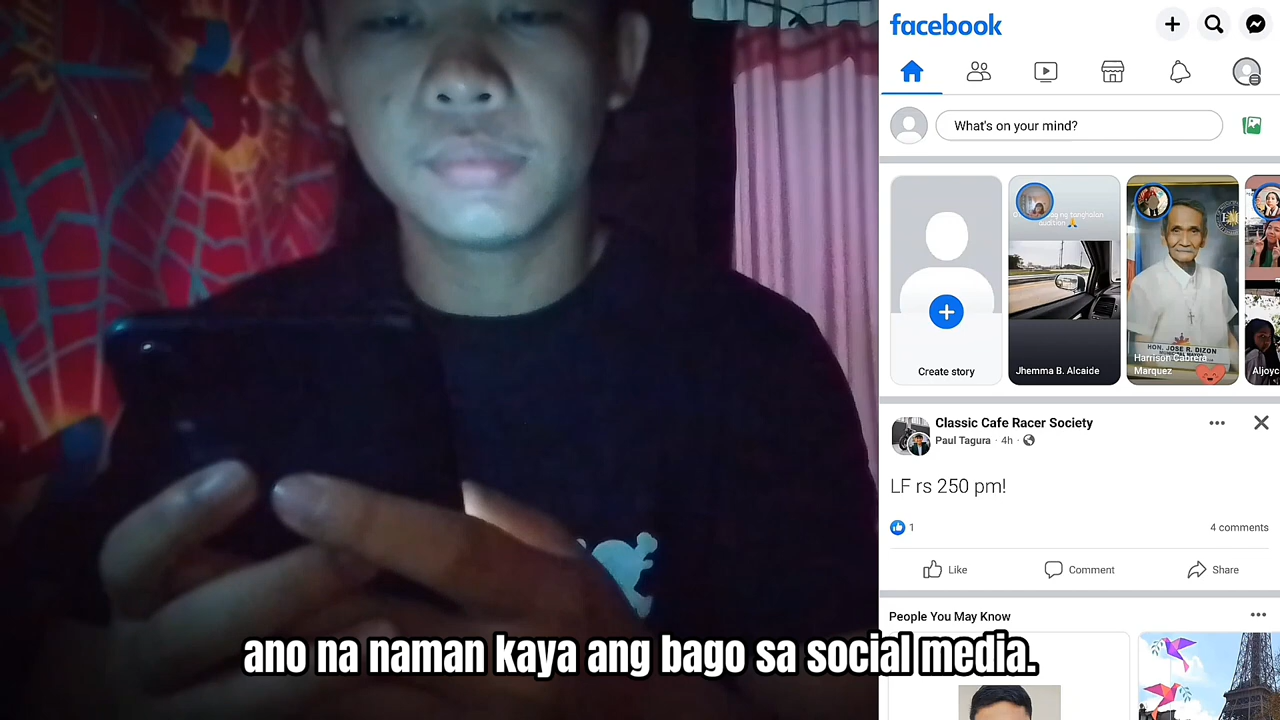 facebook
What's on your mind?
audition
Create story
Jhemma B. Alcaide
HON. JOSE R. DIZON
Harrison Cabrera
Marquez
Aljoyc
Classic Cafe Racer Society
Paul Tagura · 4h ·
LF rs 250 pm!
1
4 comments
Like
Comment
Share
People You May Know
ano na naman kaya ang bago sa social media.